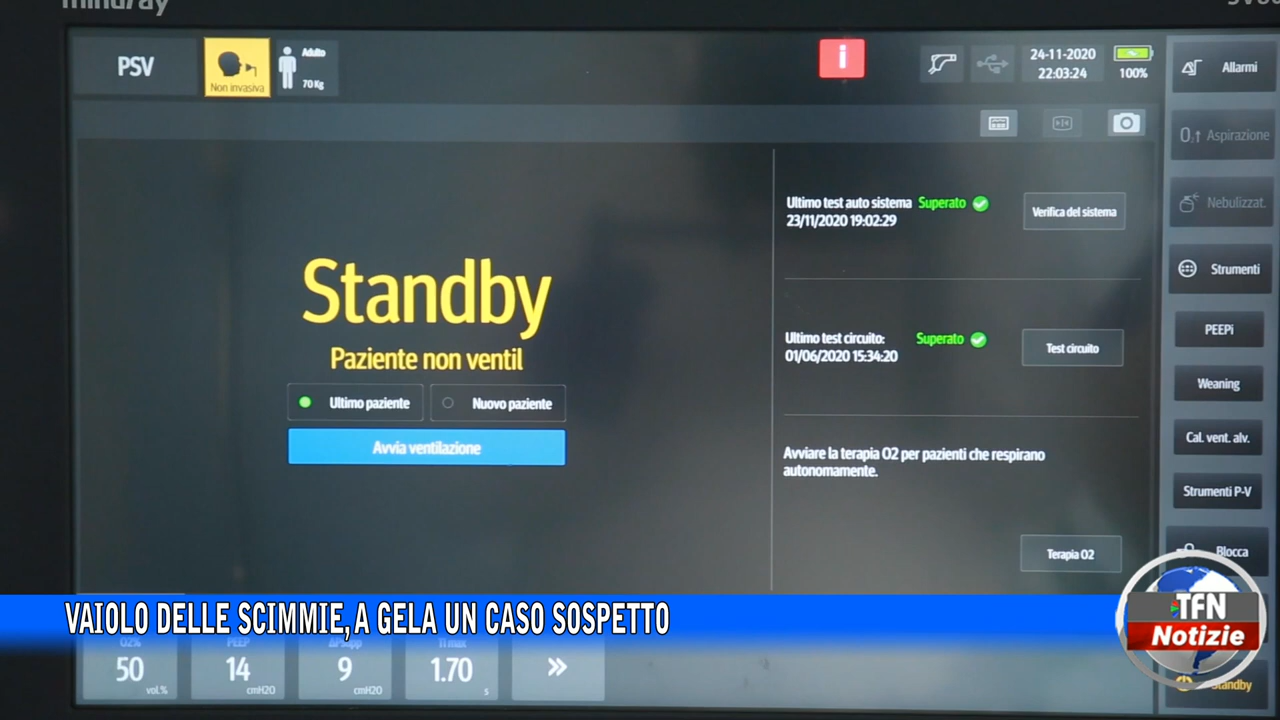 mindray
PSV
Non invasiva
Adulto
70 Kg
i
24-11-2020
22:03:24
100%
Allarmi
O₂↑ Aspirazione
Nebulizzat.
Strumenti
PEEPi
Weaning
Cal. vent. alv.
Strumenti P-V
Blocca
Standby
Ultimo test auto sistema Superato
23/11/2020 19:02:29
Verifica del sistema
Standby
Paziente non ventil
Ultimo paziente
Nuovo paziente
Avvia ventilazione
Ultimo test circuito: Superato
01/06/2020 15:34:20
Test circuito
Avviare la terapia O2 per pazienti che respirano
autonomamente.
Terapia O2
VAIOLO DELLE SCIMMIE, A GELA UN CASO SOSPETTO
TFN
Notizie
50
vol.%
PEEP
14
cmH2O
9
cmH2O
1.70
s